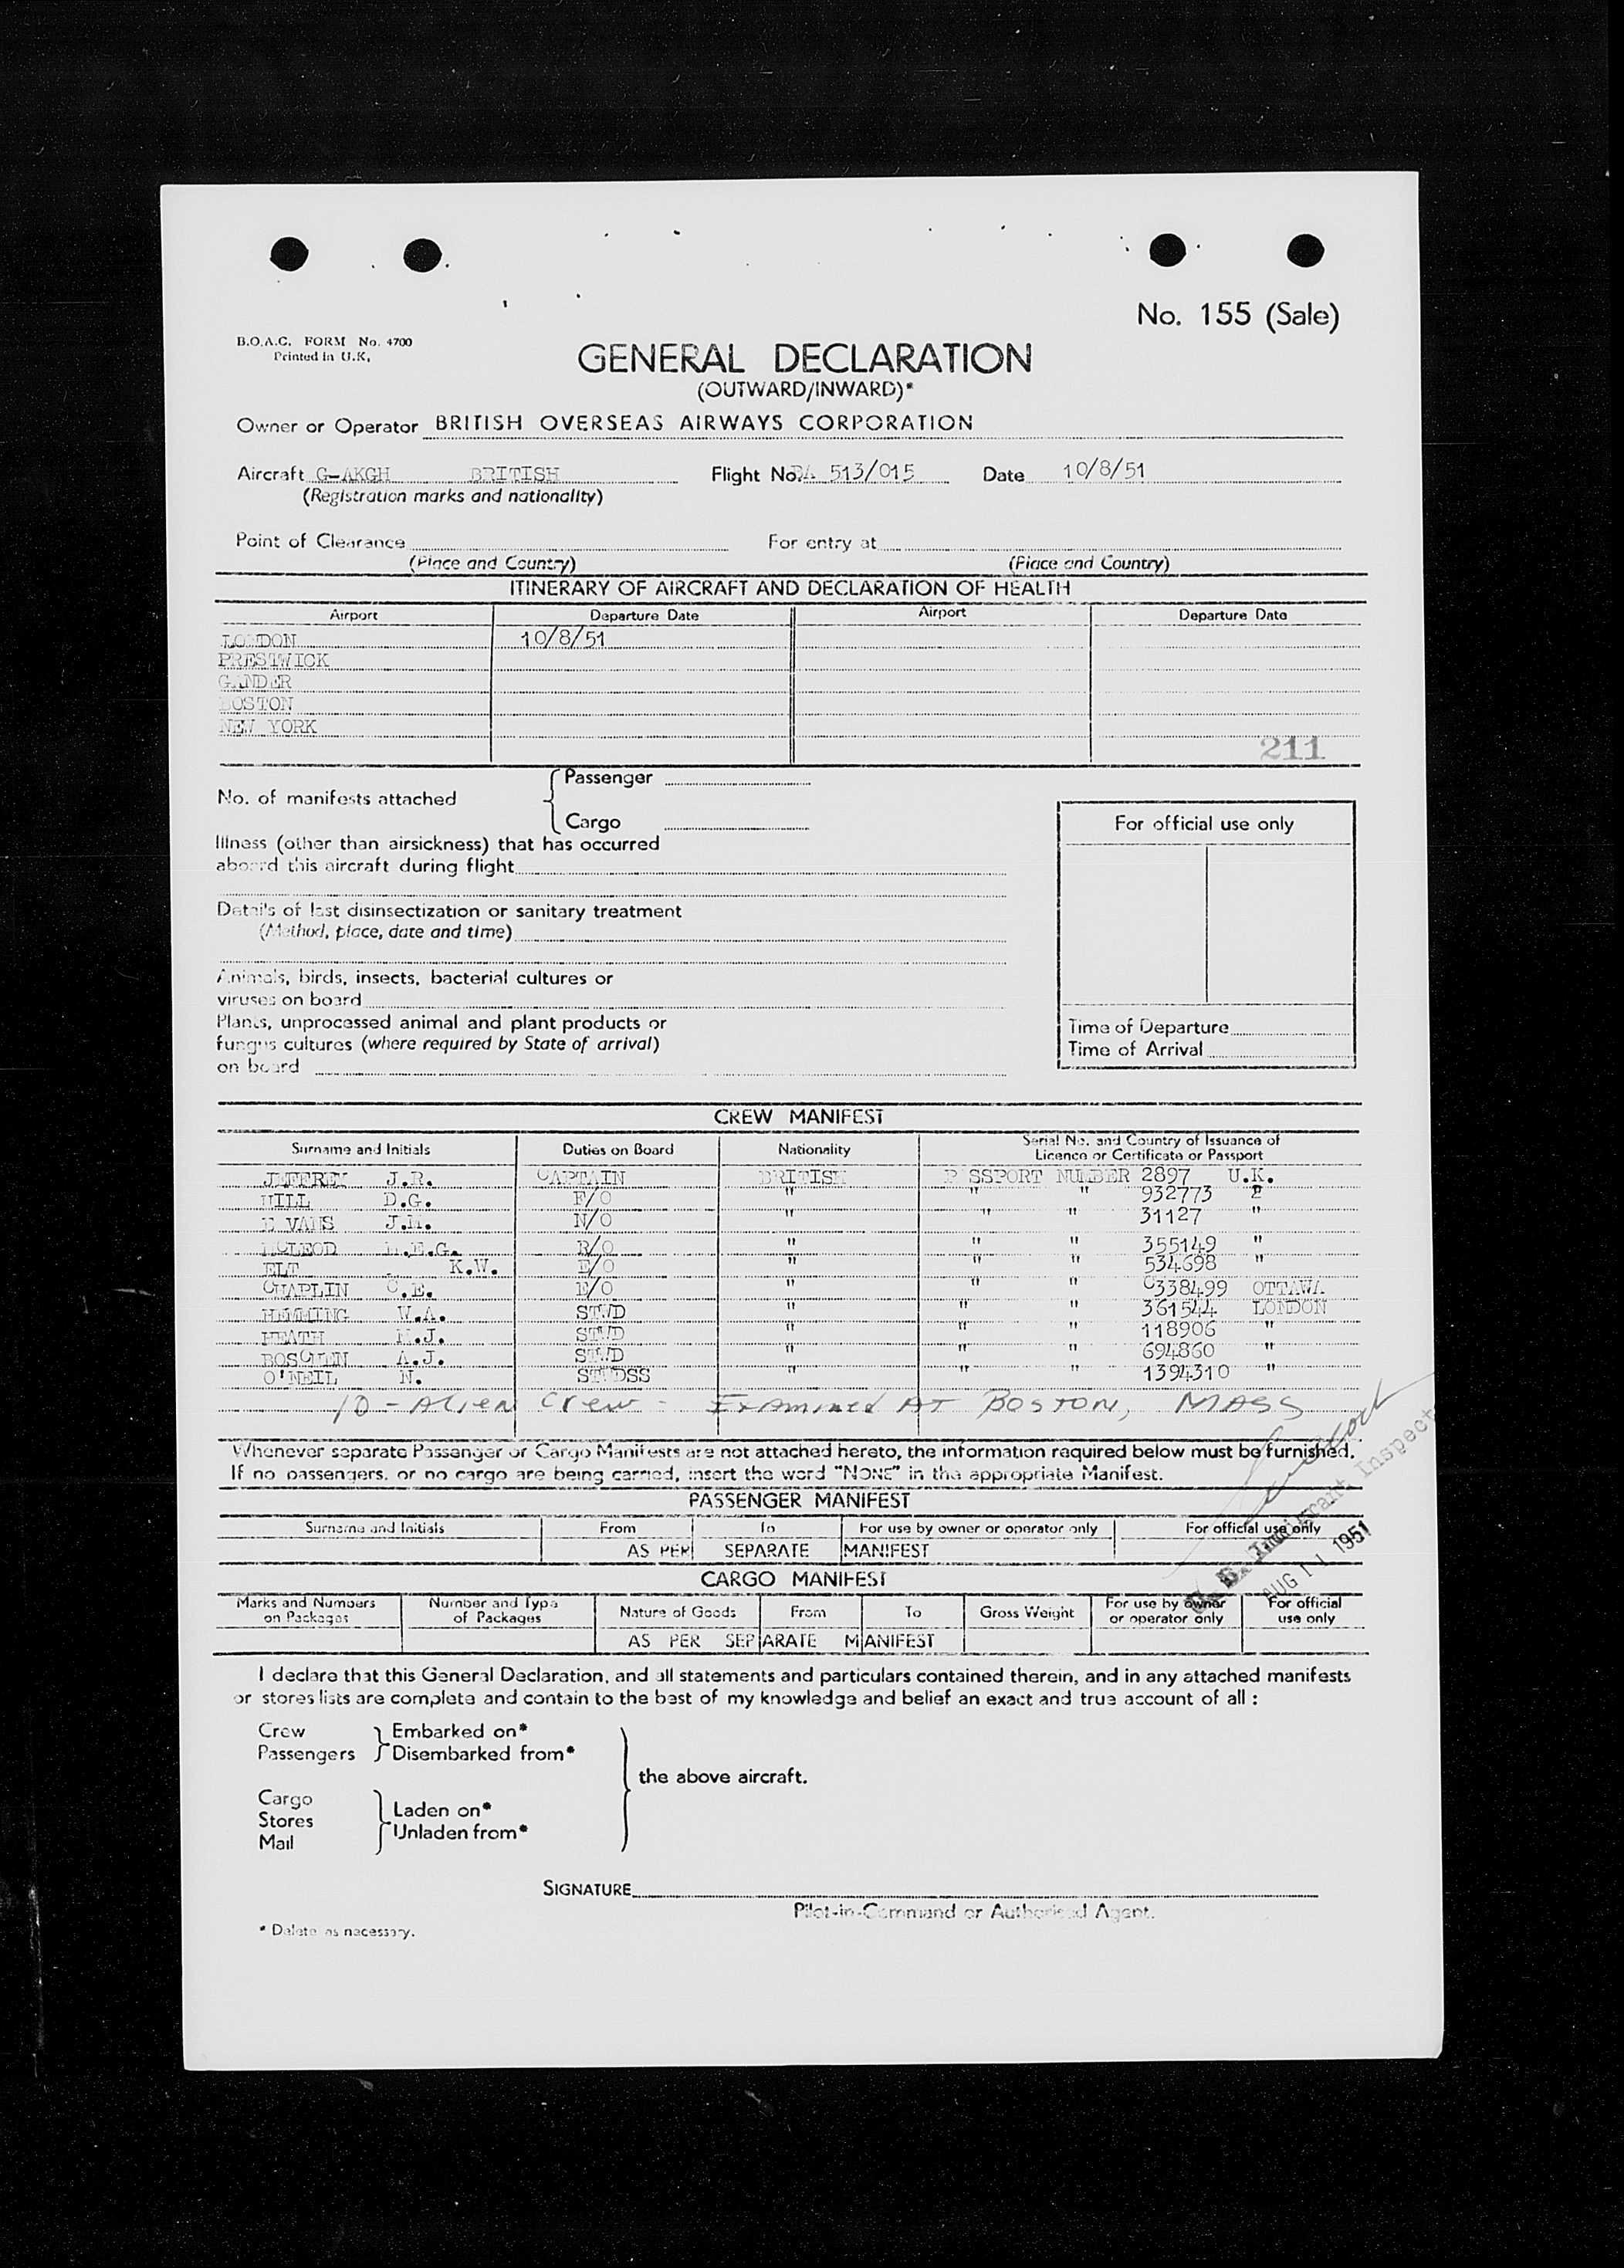 No. 155 (Sale)
B.O.A.C. FORM No. 4700
Printed in U.K.
GENERAL DECLARATION
(OUTWARD/INWARD)*
Owner or Operator BRITISH OVERSEAS AIRWAYS CORPORATION
Aircraft G-AKGH BRITISH Flight No. BA 513/015 Date 10/8/51
(Registration marks and nationality)
Point of Clearance For entry at
(Place and Country) (Place and Country)
ITINERARY OF AIRCRAFT AND DECLARATION OF HEALTH
Airport Departure Date Airport Departure Date
LONDON 10/8/51
PRESTWICK
GANDER
BOSTON
NEW YORK
211
No. of manifests attached { Passenger
Cargo
For official use only
Illness (other than airsickness) that has occurred
aboard this aircraft during flight
Details of last disinsectization or sanitary treatment
(Method, place, date and time)
Animals, birds, insects, bacterial cultures or
viruses on board
Plants, unprocessed animal and plant products or
fungus cultures (where required by State of arrival)
on board
Time of Departure
Time of Arrival
CREW MANIFEST
Surname and Initials Duties on Board Nationality Serial No. and Country of Issuance of
Licence or Certificate or Passport
JEFFREY J.R. CAPTAIN BRITISH PASSPORT NUMBER 2897 U.K.
HILL D.G. F/O " " " 932773 "
EVANS J.M. N/O " " " 31127 "
McLEOD .E.G. R/O " " " 355149 "
ELT K.W. E/O " " " 534698 "
CHAPLIN C.E. E/O " " " C338499 OTTAWA
HEMMING W.A. STWD " " " 361544 LONDON
HEATH M.J. STWD " " " 118906 "
BOSCHEN A.J. STWD " " " 694860 "
O'NEIL N. STWDSS " " " 1394310 "
10 - Alien Crew - Examined AT BOSTON, MASS
Whenever separate Passenger or Cargo Manifests are not attached hereto, the information required below must be furnished.
If no passengers, or no cargo are being carried, insert the word "NONE" in the appropriate Manifest.
U. S. Immigrant Inspector
AUG 11 1951
PASSENGER MANIFEST
Surname and Initials From To For use by owner or operator only For official use only
AS PER SEPARATE MANIFEST
CARGO MANIFEST
Marks and Numbers on Packages Number and Type of Packages Nature of Goods From To Gross Weight For use by owner or operator only For official use only
AS PER SEPARATE MANIFEST
I declare that this General Declaration, and all statements and particulars contained therein, and in any attached manifests
or stores lists are complete and contain to the best of my knowledge and belief an exact and true account of all :
Crew } Embarked on*
Passengers } Disembarked from*
the above aircraft.
Cargo
Stores } Laden on*
Mail } Unladen from*
SIGNATURE
Pilot-in-Command or Authorised Agent.
* Delete as necessary.